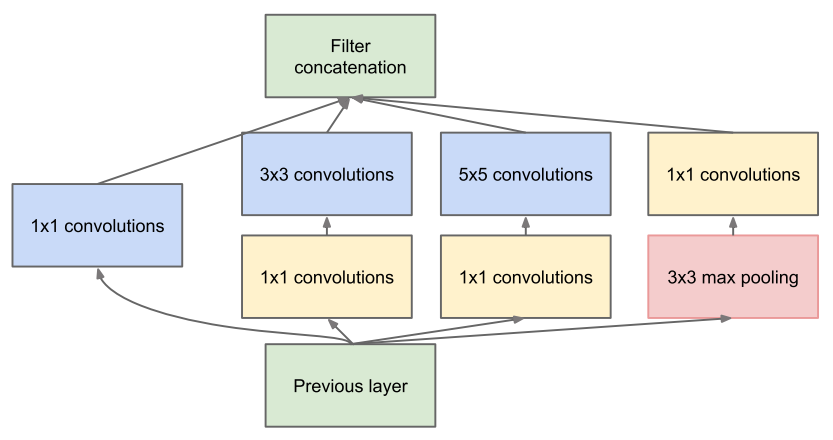 Filter
concatenation
3x3 convolutions
5x5 convolutions
1x1 convolutions
1x1 convolutions
1x1 convolutions
1x1 convolutions
3x3 max pooling
Previous layer